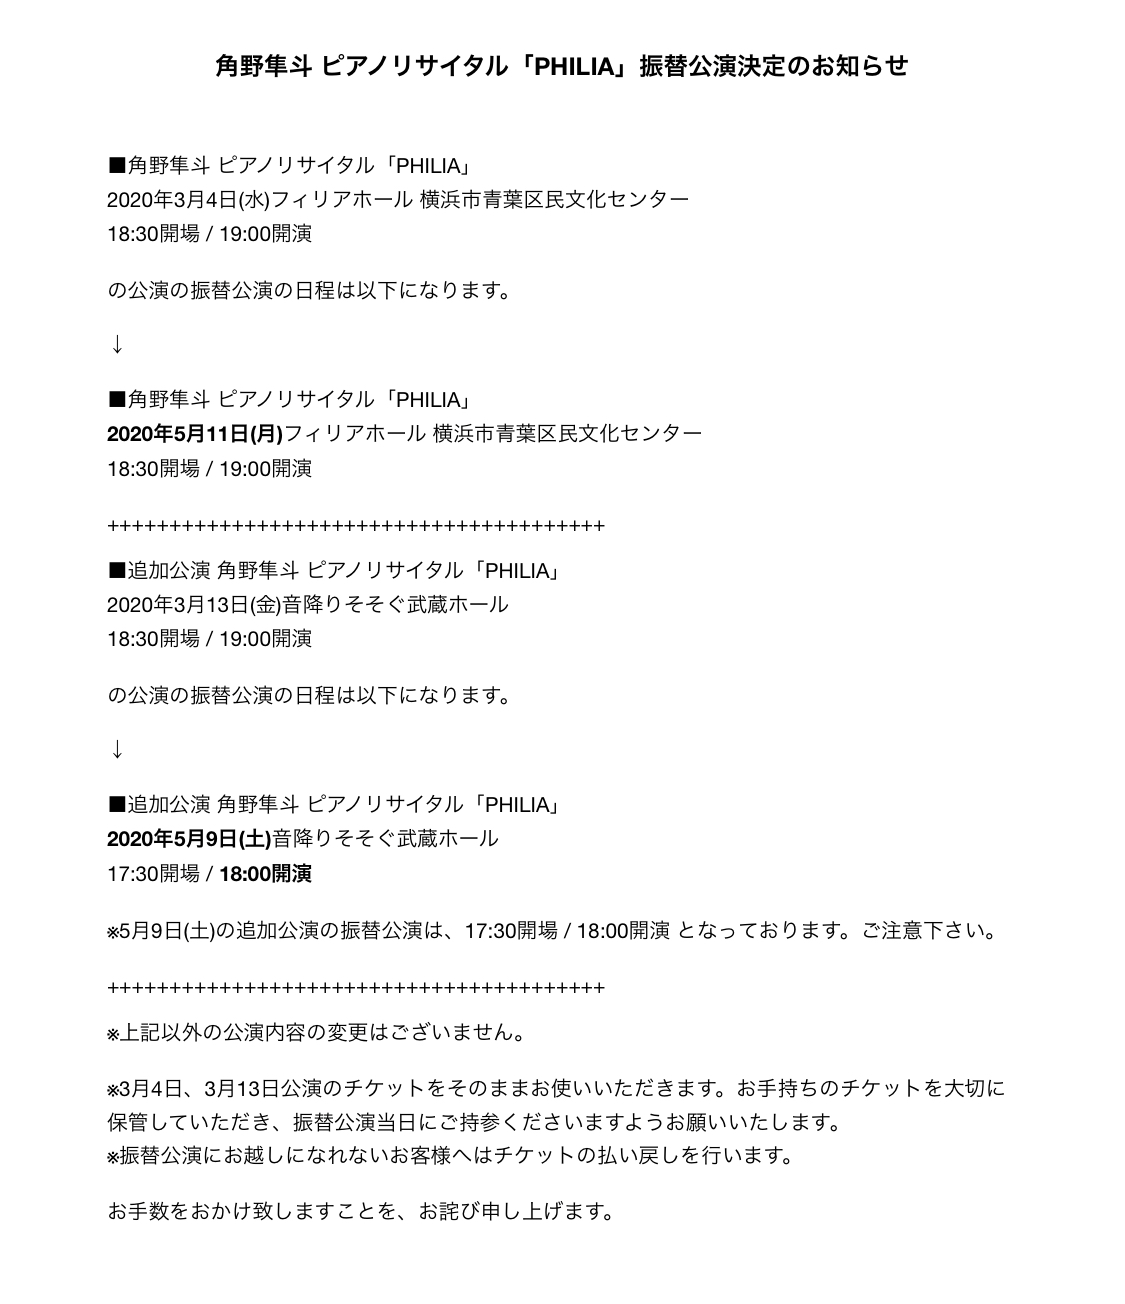 角野隼斗 ピアノリサイタル「PHILIA」振替公演決定のお知らせ
■角野隼斗 ピアノリサイタル「PHILIA」
2020年3月4日(水)フィリアホール 横浜市青葉区民文化センター
18:30開場 / 19:00開演
の公演の振替公演の日程は以下になります。
↓
■角野隼斗 ピアノリサイタル「PHILIA」
2020年5月11日(月)フィリアホール 横浜市青葉区民文化センター
18:30開場 / 19:00開演
++++++++++++++++++++++++++++++++++++++++
■追加公演 角野隼斗 ピアノリサイタル「PHILIA」
2020年3月13日(金)音降りそそぐ武蔵ホール
18:30開場 / 19:00開演
の公演の振替公演の日程は以下になります。
↓
■追加公演 角野隼斗 ピアノリサイタル「PHILIA」
2020年5月9日(土)音降りそそぐ武蔵ホール
17:30開場 / 18:00開演
※5月9日(土)の追加公演の振替公演は、17:30開場 / 18:00開演 となっております。ご注意下さい。
++++++++++++++++++++++++++++++++++++++++
※上記以外の公演内容の変更はございません。
※3月4日、3月13日公演のチケットをそのままお使いいただきます。お手持ちのチケットを大切に
保管していただき、振替公演当日にご持参くださいますようお願いいたします。
※振替公演にお越しになれないお客様へはチケットの払い戻しを行います。
お手数をおかけ致しますことを、お詫び申し上げます。